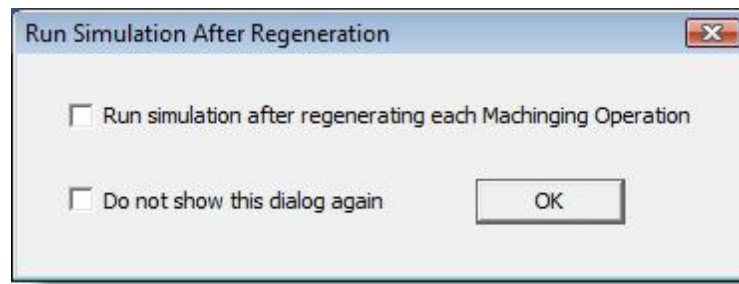 Run Simulation After Regeneration
Run simulation after regenerating each Machinging Operation
Do not show this dialog again
OK